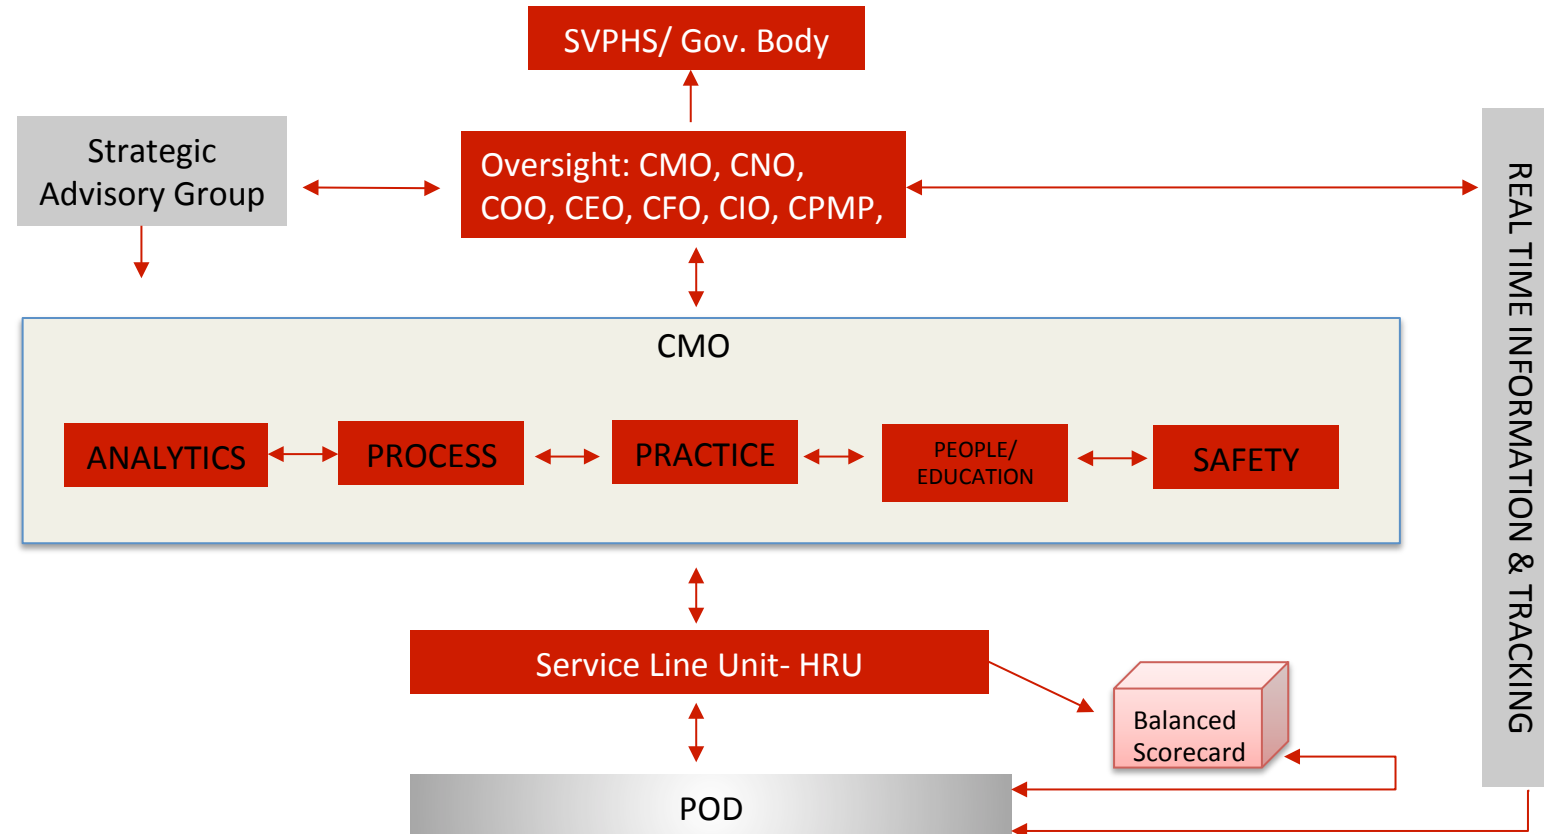 SVPHS/ Gov. Body
Strategic
Advisory Group
Oversight: CMO, CNO,
COO, CEO, CFO, CIO, CPMP,
REAL TIME INFORMATION & TRACKING
CMO
ANALYTICS
PROCESS
PRACTICE
PEOPLE/
EDUCATION
SAFETY
Service Line Unit- HRU
Balanced
Scorecard
POD